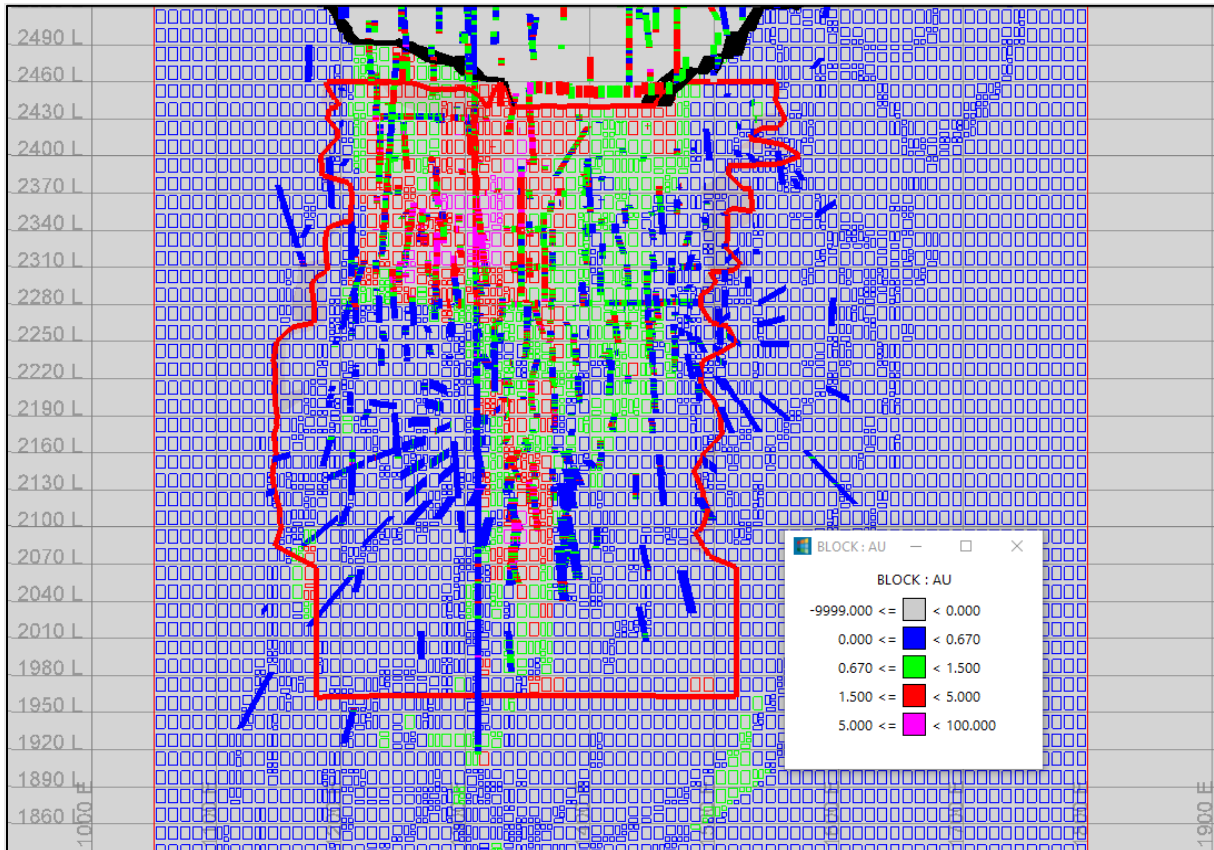 2490 L
2460 L
2430 L
2400 L
2370 L
2340 L
2310 L
2280 L
2250 L
2220 L
2190 L
2160 L
2130 L
2100 L
2070 L
2040 L
2010 L
1980 L
1950 L
1920 L
1890 L
1860 L
1000 E
1900 E
BLOCK : AU
BLOCK : AU
-9999.000 <= < 0.000
0.000 <= < 0.670
0.670 <= < 1.500
1.500 <= < 5.000
5.000 <= < 100.000